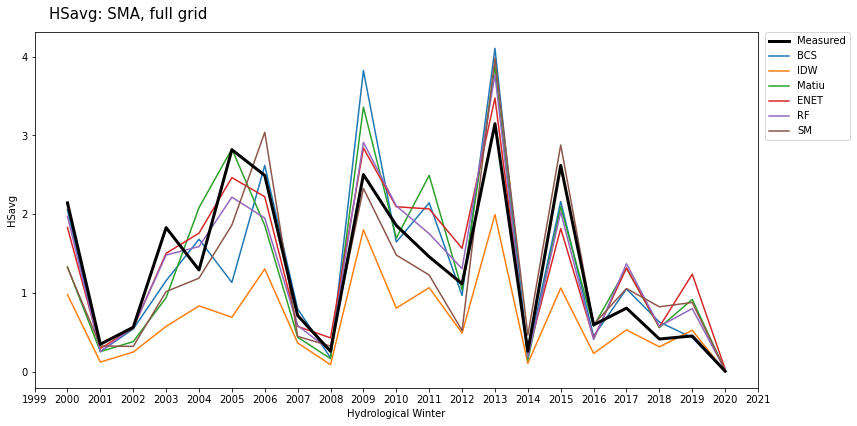 HSavg: SMA, full grid
Measured
BCS
IDW
Matiu
ENET
RF
SM
HSavg
4
3
2
1
0
1999 2000 2001 2002 2003 2004 2005 2006 2007 2008 2009 2010 2011 2012 2013 2014 2015 2016 2017 2018 2019 2020 2021
Hydrological Winter